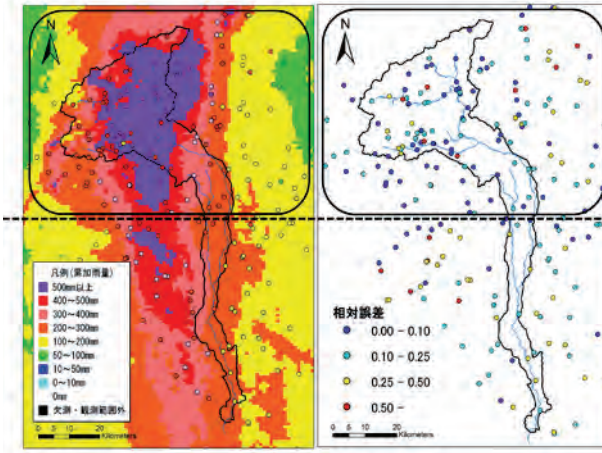 N
凡例(累加雨量)
500mm以上
400~500mm
300~400mm
200~300mm
100~200mm
50~100mm
10~50mm
0~10mm
0mm
欠測・観測範囲外
0 5 10 20
Kilometers
N
相対誤差
0.00 - 0.10
0.10 - 0.25
0.25 - 0.50
0.50 -
0 5 10 20
Kilometers